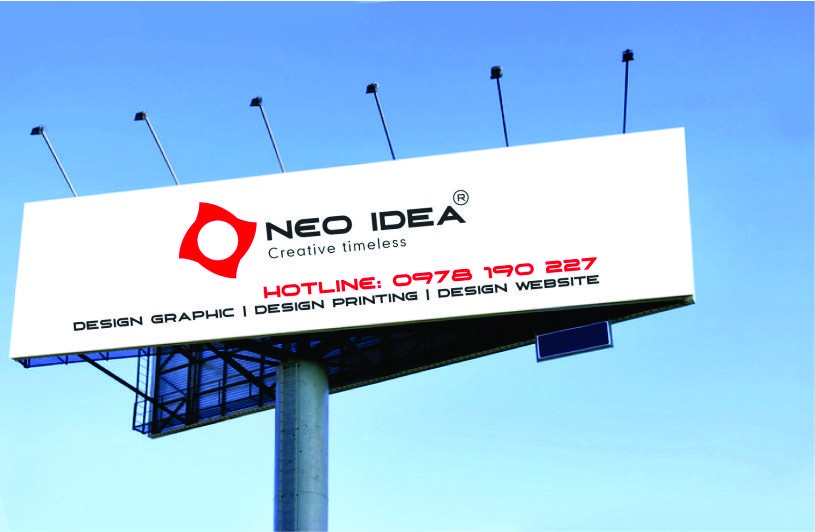 NEO IDEA®
Creative timeless
HOTLINE: 0978 190 227
DESIGN GRAPHIC | DESIGN PRINTING | DESIGN WEBSITE